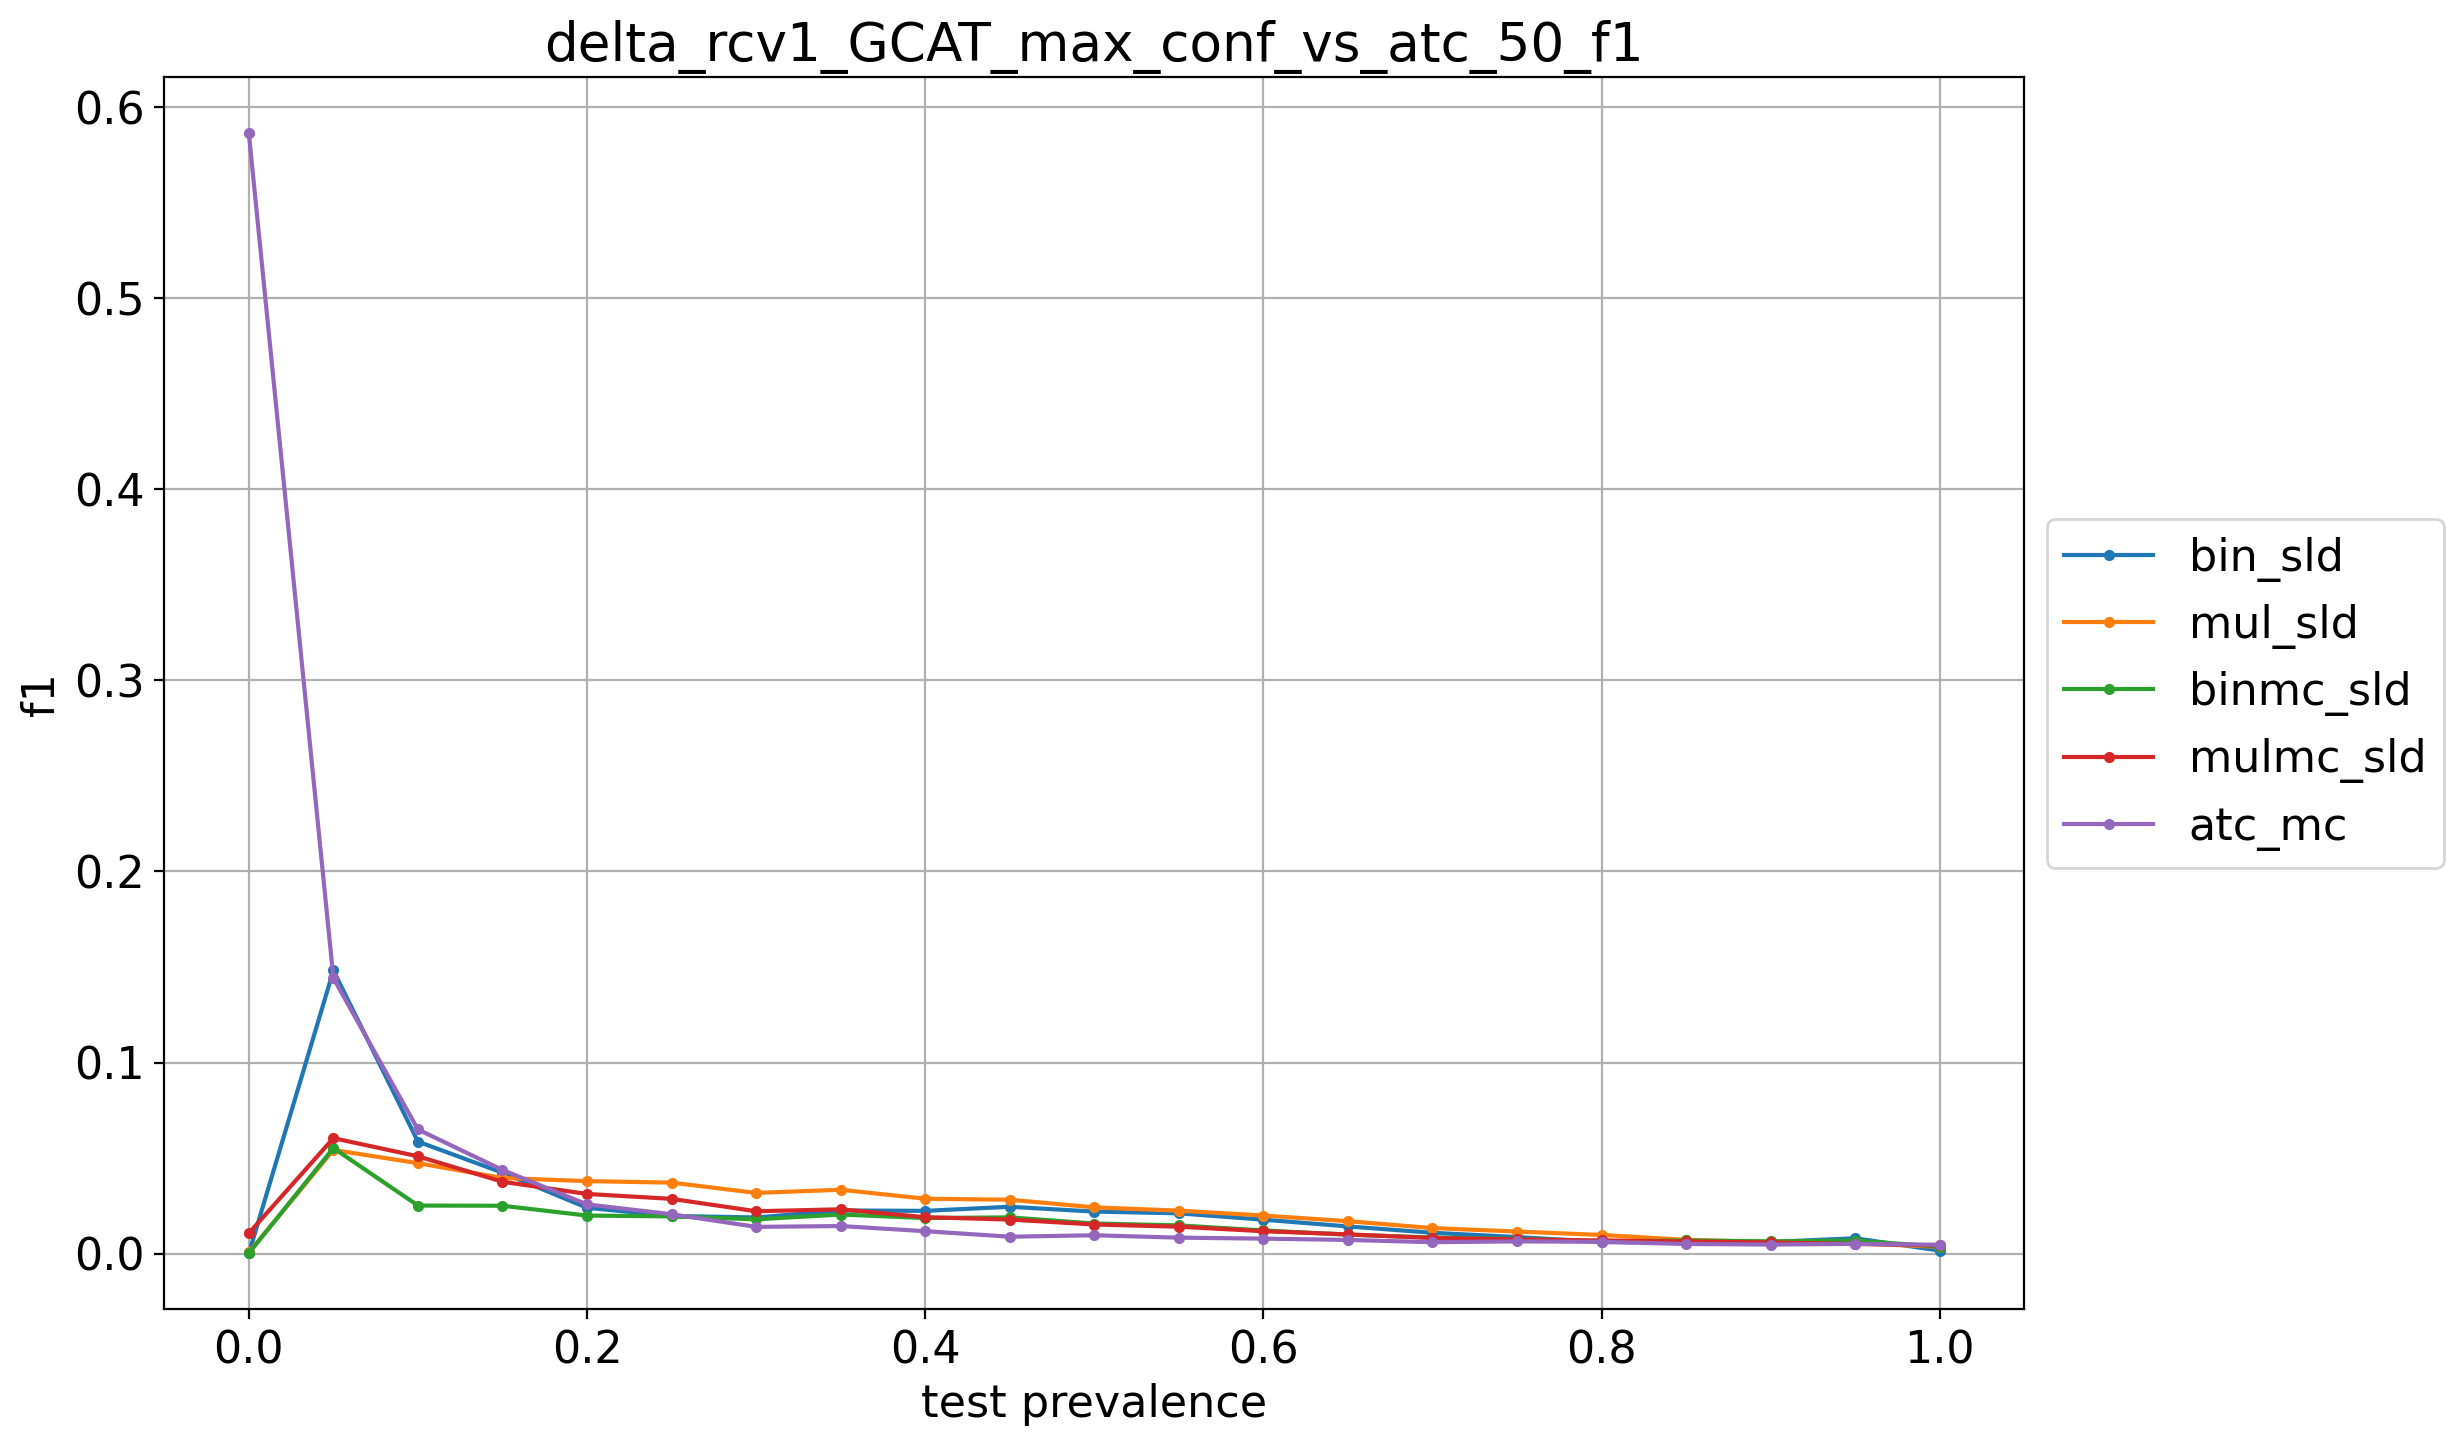 delta_rcv1_GCAT_max_conf_vs_atc_50_f1
0.6
0.5
0.4
0.3
0.2
0.1
0.0
f1
0.0 0.2 0.4 0.6 0.8 1.0
test prevalence
bin_sld
mul_sld
binmc_sld
mulmc_sld
atc_mc